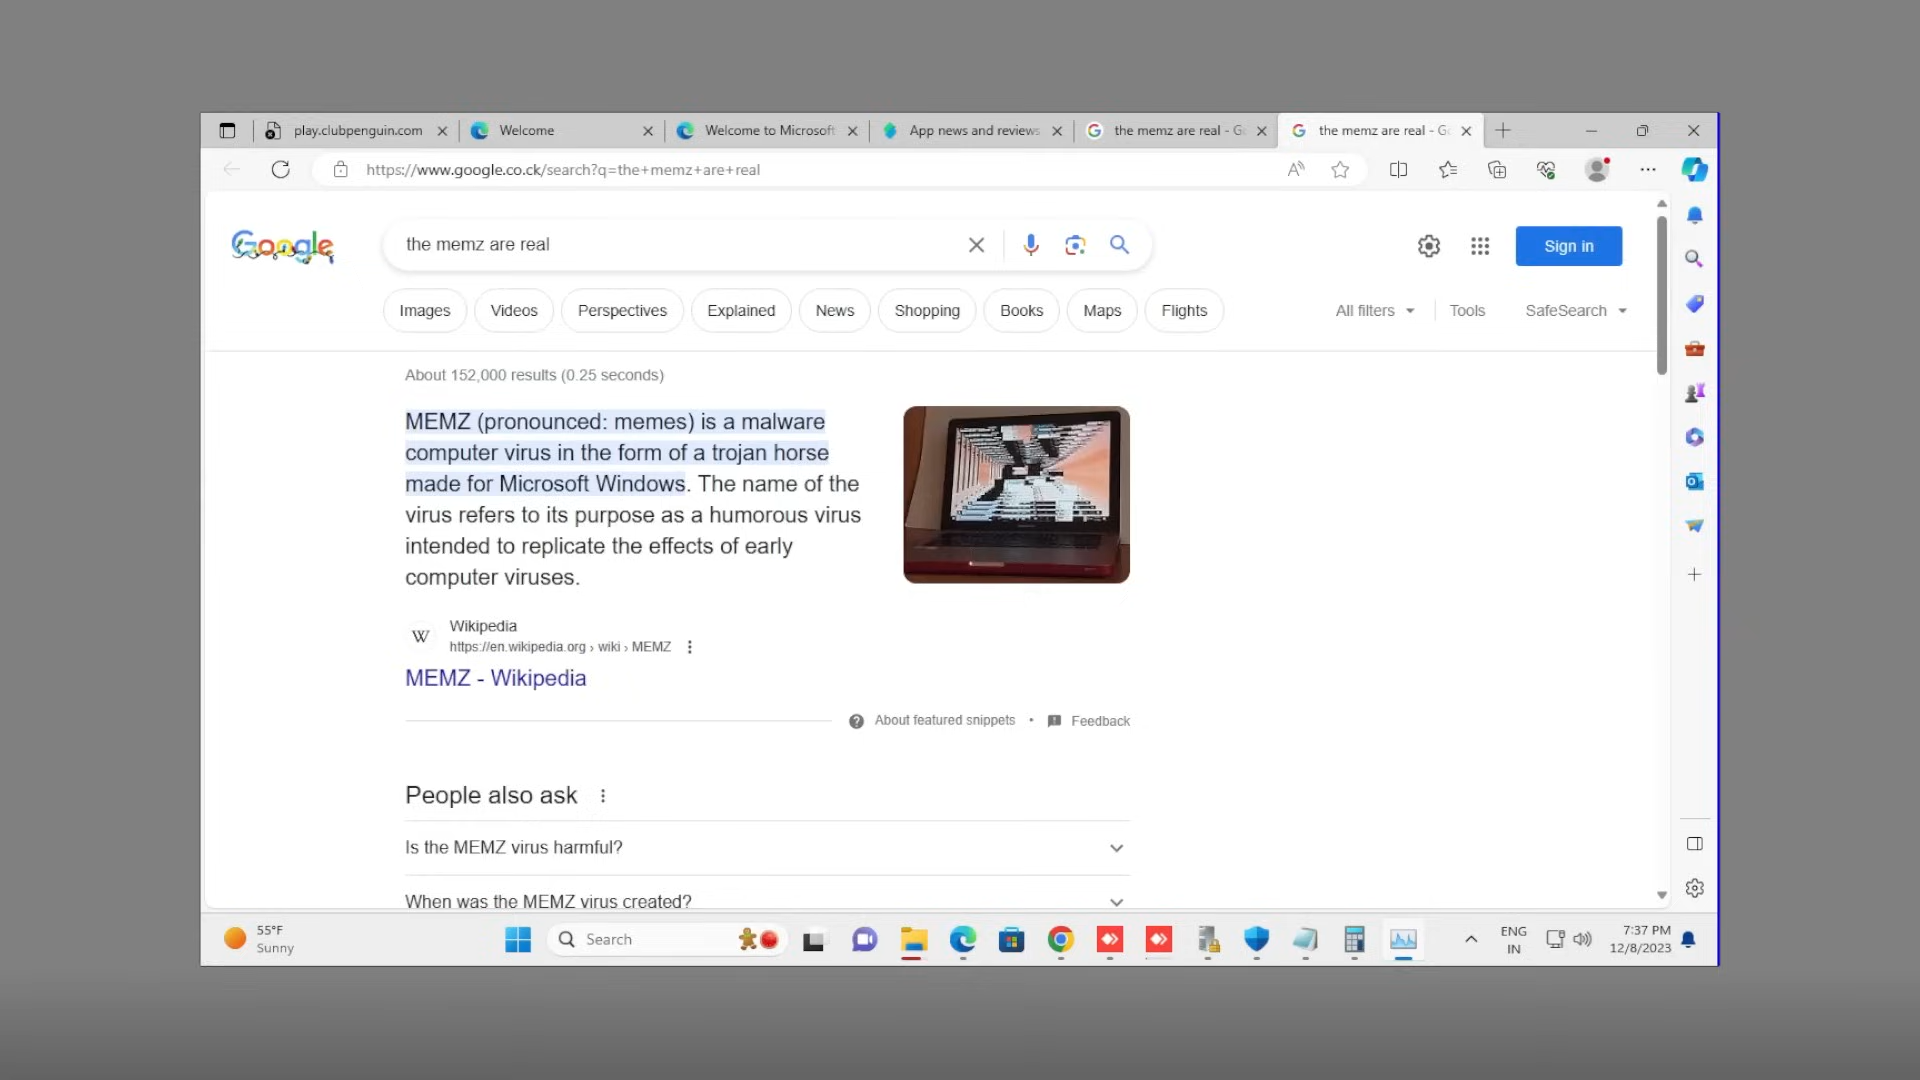 play.clubpenguin.com
Welcome
Welcome to Microsoft
App news and reviews
the memz are real - Go
the memz are real - Go
https://www.google.co.ck/search?q=the+memz+are+real
Google
the memz are real
Sign in
Images
Videos
Perspectives
Explained
News
Shopping
Books
Maps
Flights
All filters
Tools
SafeSearch
About 152,000 results (0.25 seconds)
MEMZ (pronounced: memes) is a malware
computer virus in the form of a trojan horse
made for Microsoft Windows. The name of the
virus refers to its purpose as a humorous virus
intended to replicate the effects of early
computer viruses.
W
Wikipedia
https://en.wikipedia.org › wiki › MEMZ
MEMZ - Wikipedia
About featured snippets • Feedback
People also ask
Is the MEMZ virus harmful?
When was the MEMZ virus created?
55°F
Sunny
Search
ENG
IN
7:37 PM
12/8/2023